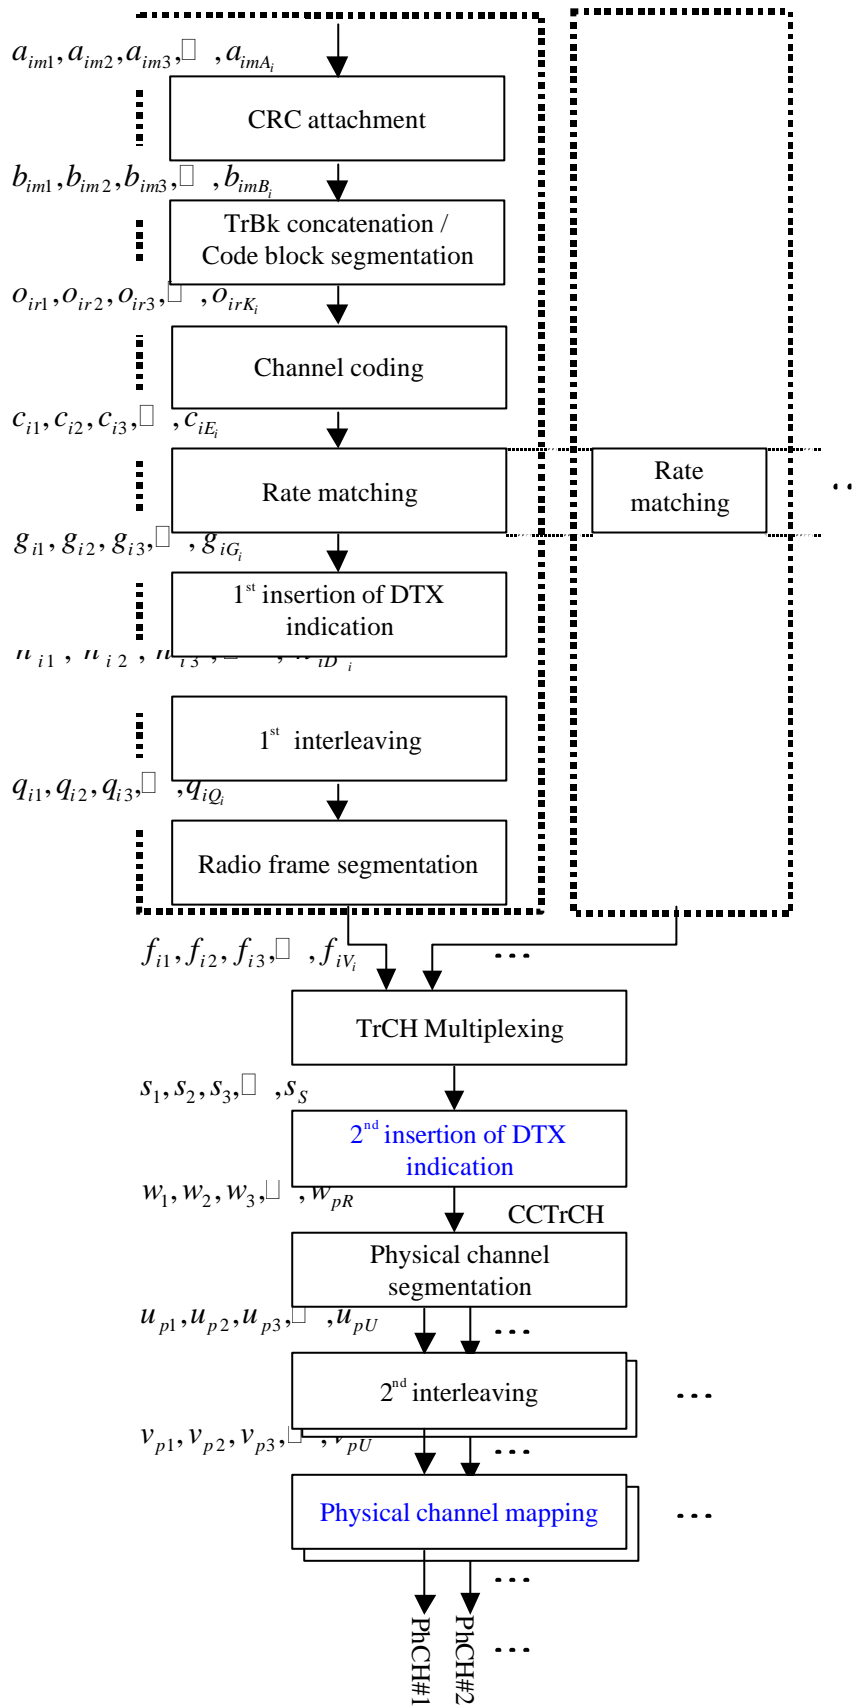 a_im1, a_im2, a_im3,□ , a_imA_i
CRC attachment
b_im1, b_im2, b_im3,□ , b_imB_i
TrBk concatenation /
Code block segmentation
o_ir1, o_ir2, o_ir3,□ , o_irK_i
Channel coding
c_i1, c_i2, c_i3,□ , c_iE_i
Rate matching
Rate
matching
..
g_i1, g_i2, g_i3,□ , g_iG_i
1st insertion of DTX
indication
1st interleaving
q_i1, q_i2, q_i3,□ , q_iQ_i
Radio frame segmentation
f_i1, f_i2, f_i3,□ , f_iV_i
...
TrCH Multiplexing
s_1, s_2, s_3,□ , s_S
2nd insertion of DTX
indication
w_1, w_2, w_3,□ , w_pR
CCTrCH
Physical channel
segmentation
u_p1, u_p2, u_p3,□ , u_pU
...
2nd interleaving
...
v_p1, v_p2, v_p3,□ , v_pU
...
Physical channel mapping
...
...
PhCH#1
PhCH#2
...